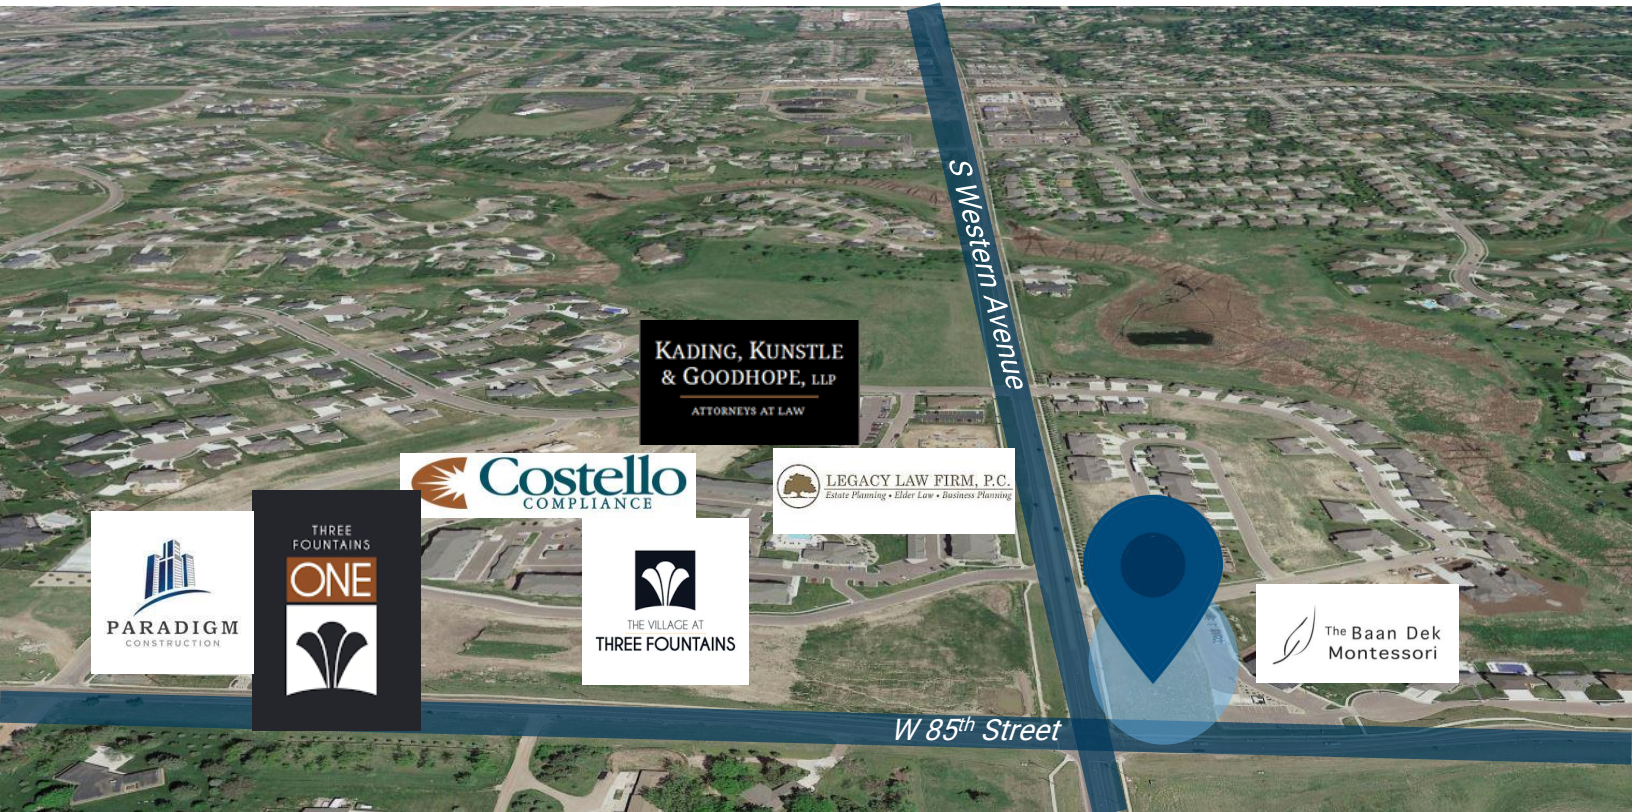 S Western Avenue
KADING, KUNSTLE
& GOODHOPE, LLP
ATTORNEYS AT LAW
Costello
COMPLIANCE
LEGACY LAW FIRM, P.C.
Estate Planning • Elder Law • Business Planning
PARADIGM
CONSTRUCTION
THREE
FOUNTAINS
ONE
THE VILLAGE AT
THREE FOUNTAINS
The Baan Dek
Montessori
W 85th Street